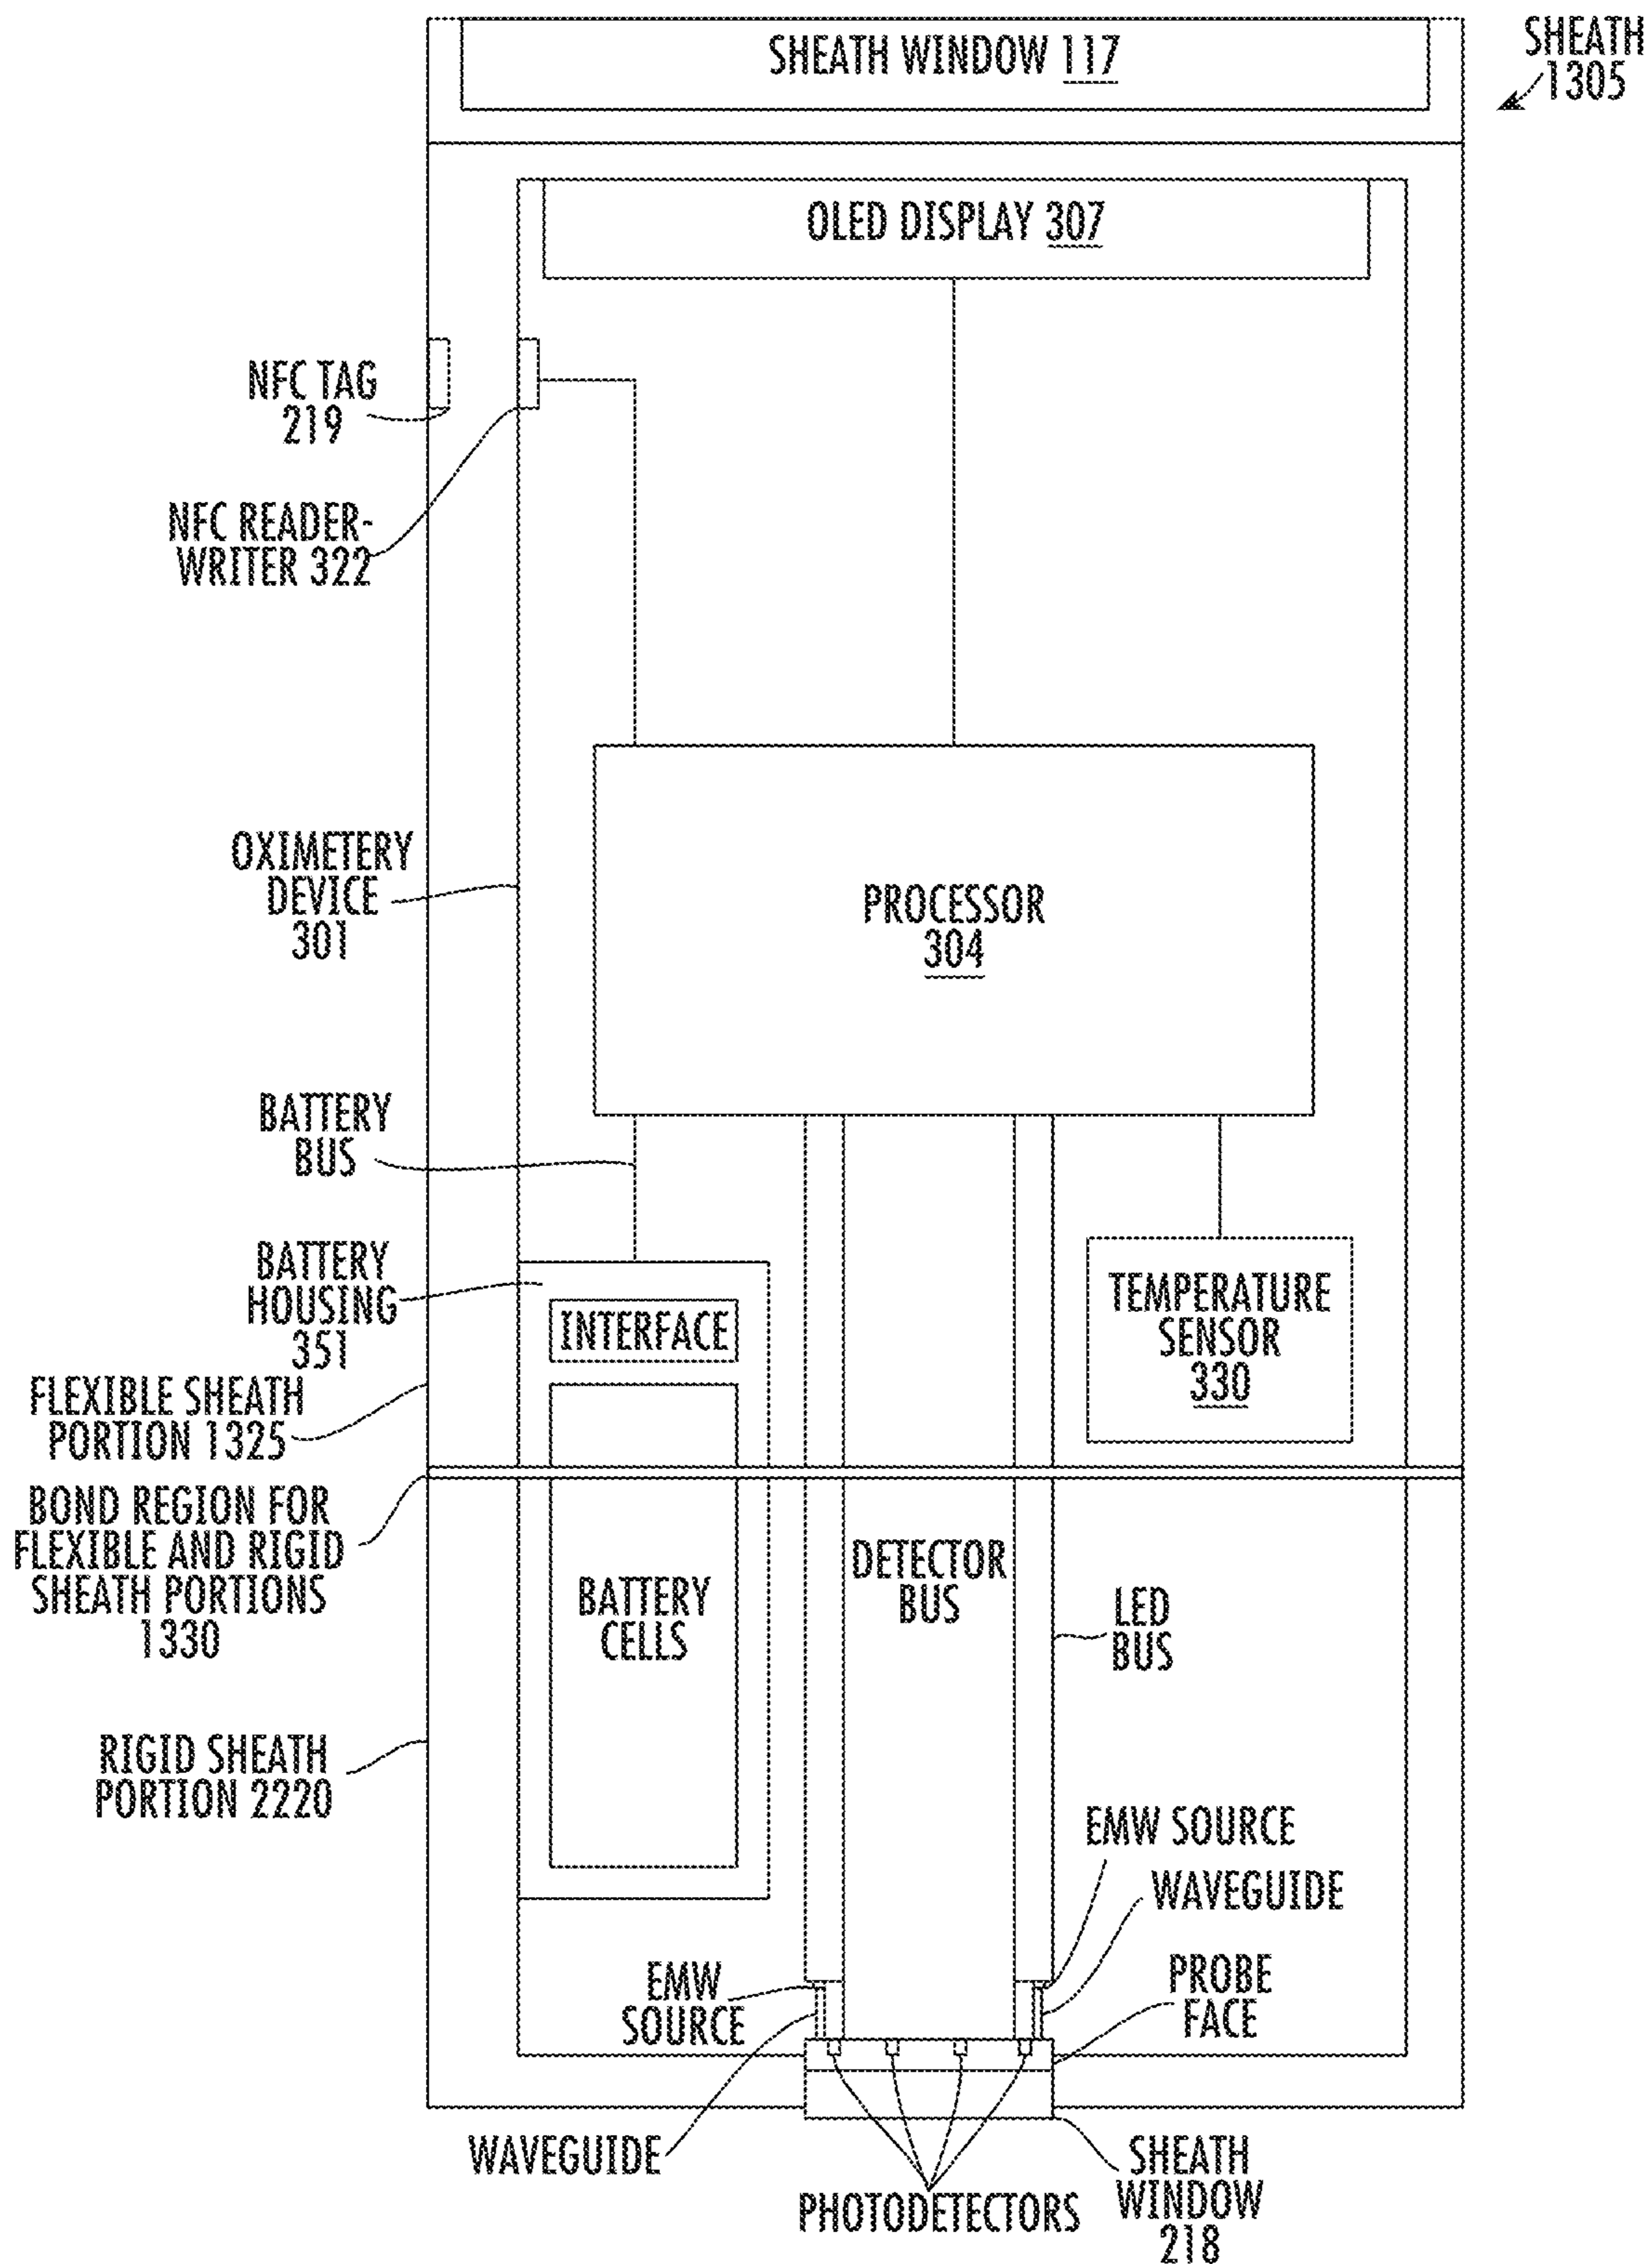 SHEATH WINDOW 117
SHEATH
1305
OLED DISPLAY 307
NFC TAG
219
NFC READER-
WRITER 322
OXIMETERY
DEVICE
301
PROCESSOR
304
BATTERY
BUS
BATTERY
HOUSING
351
INTERFACE
TEMPERATURE
SENSOR
330
FLEXIBLE SHEATH
PORTION 1325
BOND REGION FOR
FLEXIBLE AND RIGID
SHEATH PORTIONS
1330
BATTERY
CELLS
DETECTOR
BUS
LED
BUS
RIGID SHEATH
PORTION 2220
EMW SOURCE
WAVEGUIDE
EMW
SOURCE
PROBE
FACE
WAVEGUIDE
PHOTODETECTORS
SHEATH
WINDOW
218